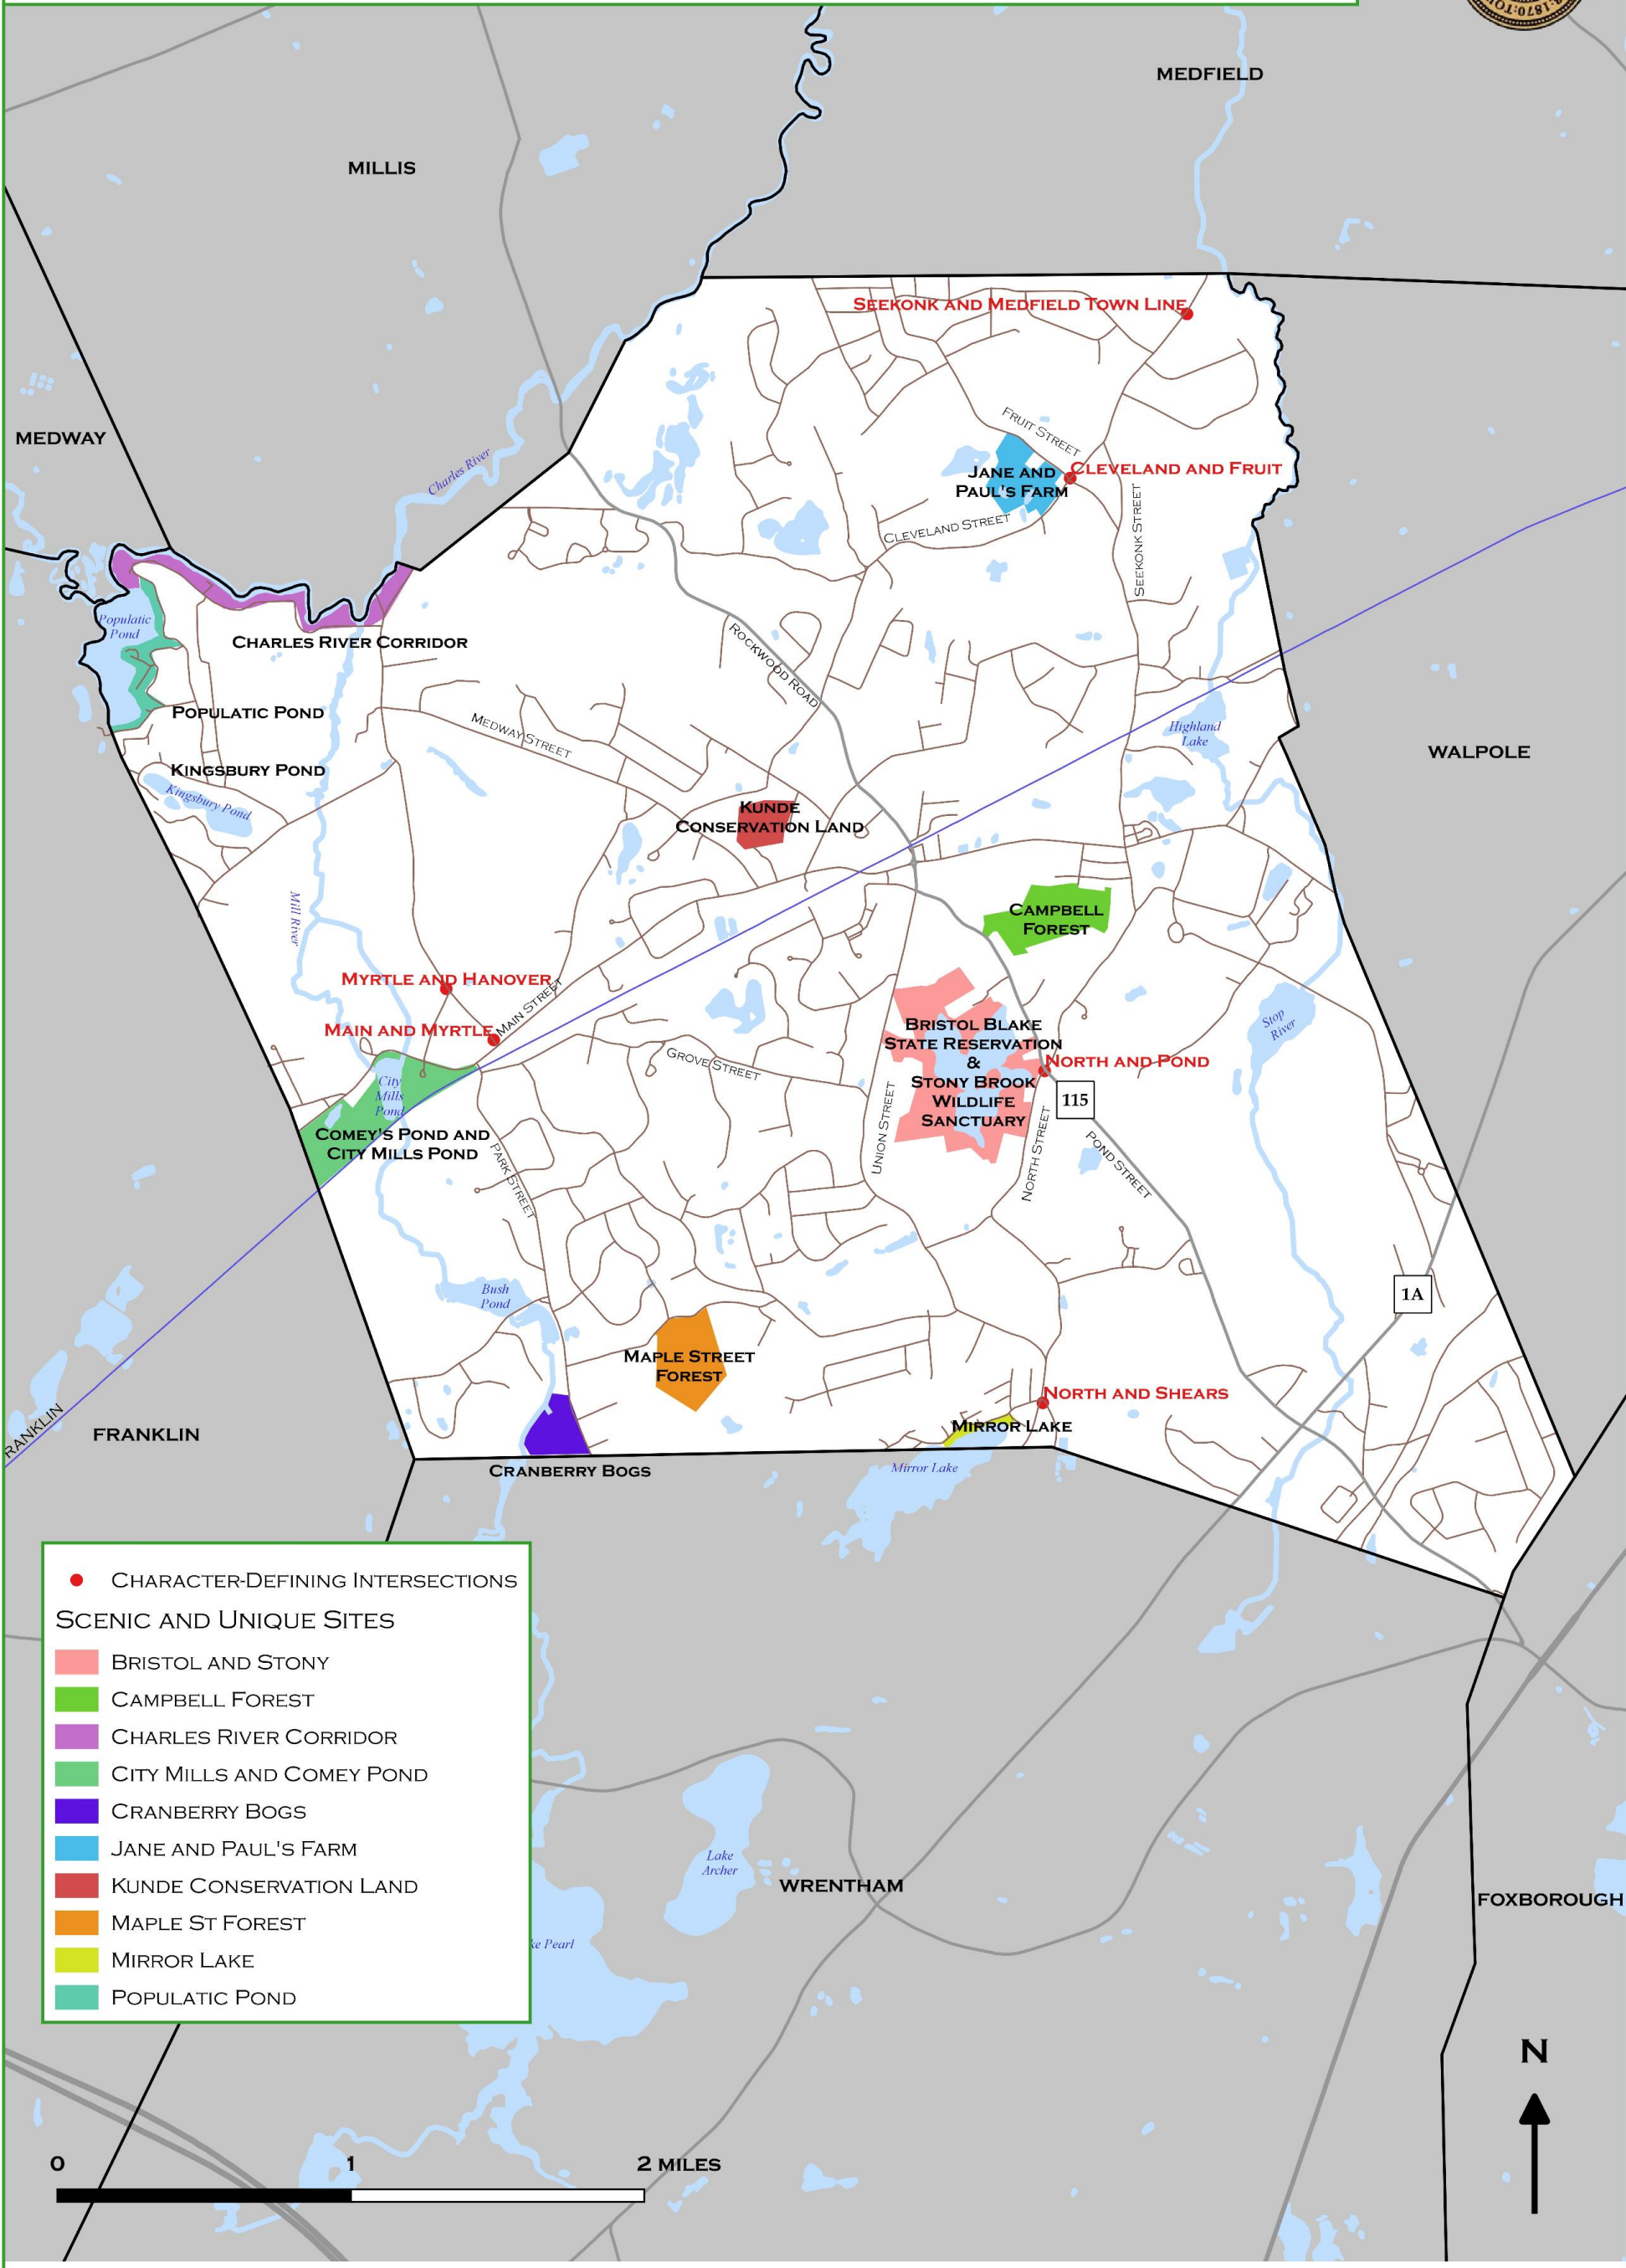 MEDFIELD
MILLIS
SEEKONK AND MEDFIELD TOWN LINE
MEDWAY
FRUIT STREET
Charles River
JANE AND
PAUL'S FARM
CLEVELAND AND FRUIT
CLEVELAND STREET
SEEKONK STREET
Populatic
Pond
CHARLES RIVER CORRIDOR
ROCKWOOD ROAD
POPULATIC POND
MEDWAY STREET
Highland
Lake
WALPOLE
KINGSBURY POND
Kingsbury Pond
KUNDE
CONSERVATION LAND
Mill River
CAMPBELL
FOREST
MYRTLE AND HANOVER
MAIN STREET
MAIN AND MYRTLE
Stop
River
BRISTOL BLAKE
STATE RESERVATION
&
STONY BROOK
WILDLIFE
SANCTUARY
NORTH AND POND
GROVE STREET
City
Mills
Pond
115
UNION STREET
NORTH STREET
POND STREET
COMEY'S POND AND
CITY MILLS POND
PARK STREET
Bush
Pond
1A
MAPLE STREET
FOREST
NORTH AND SHEARS
MIRROR LAKE
RANKLIN
FRANKLIN
CRANBERRY BOGS
Mirror Lake
CHARACTER-DEFINING INTERSECTIONS
SCENIC AND UNIQUE SITES
BRISTOL AND STONY
CAMPBELL FOREST
CHARLES RIVER CORRIDOR
CITY MILLS AND COMEY POND
CRANBERRY BOGS
JANE AND PAUL'S FARM
KUNDE CONSERVATION LAND
MAPLE ST FOREST
MIRROR LAKE
POPULATIC POND
Lake
Archer
WRENTHAM
FOXBOROUGH
ke Pearl
N
0 1 2 MILES